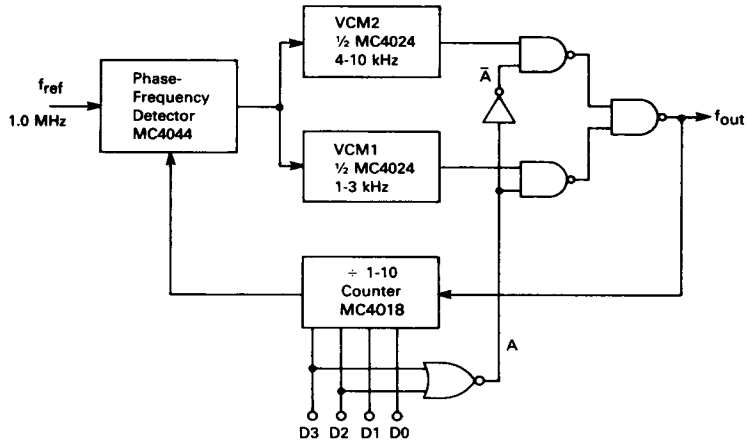 VCM2
½ MC4024
4-10 kHz
Ā
f_ref
1.0 MHz
Phase-
Frequency
Detector
MC4044
f_out
VCM1
½ MC4024
1-3 kHz
÷ 1-10
Counter
MC4018
A
D3 D2 D1 D0